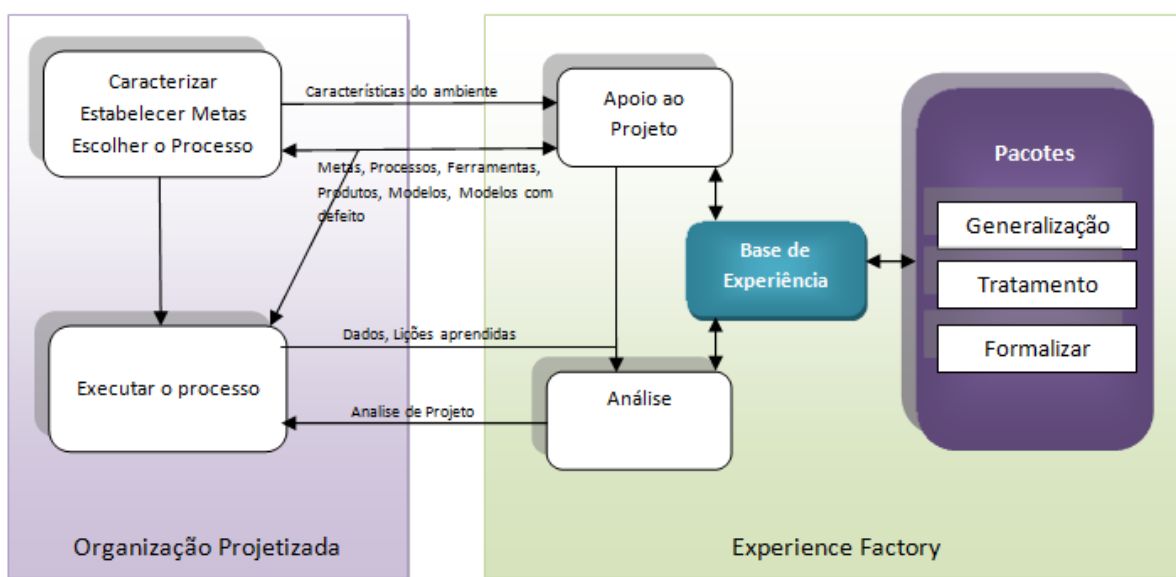 Caracterizar
Estabelecer Metas
Escolher o Processo
Características do ambiente
Metas, Processos, Ferramentas,
Produtos, Modelos, Modelos com
defeito
Executar o processo
Dados, Lições aprendidas
Analise de Projeto
Organização Projetizada
Apoio ao
Projeto
Base de
Experiência
Análise
Pacotes
Generalização
Tratamento
Formalizar
Experience Factory